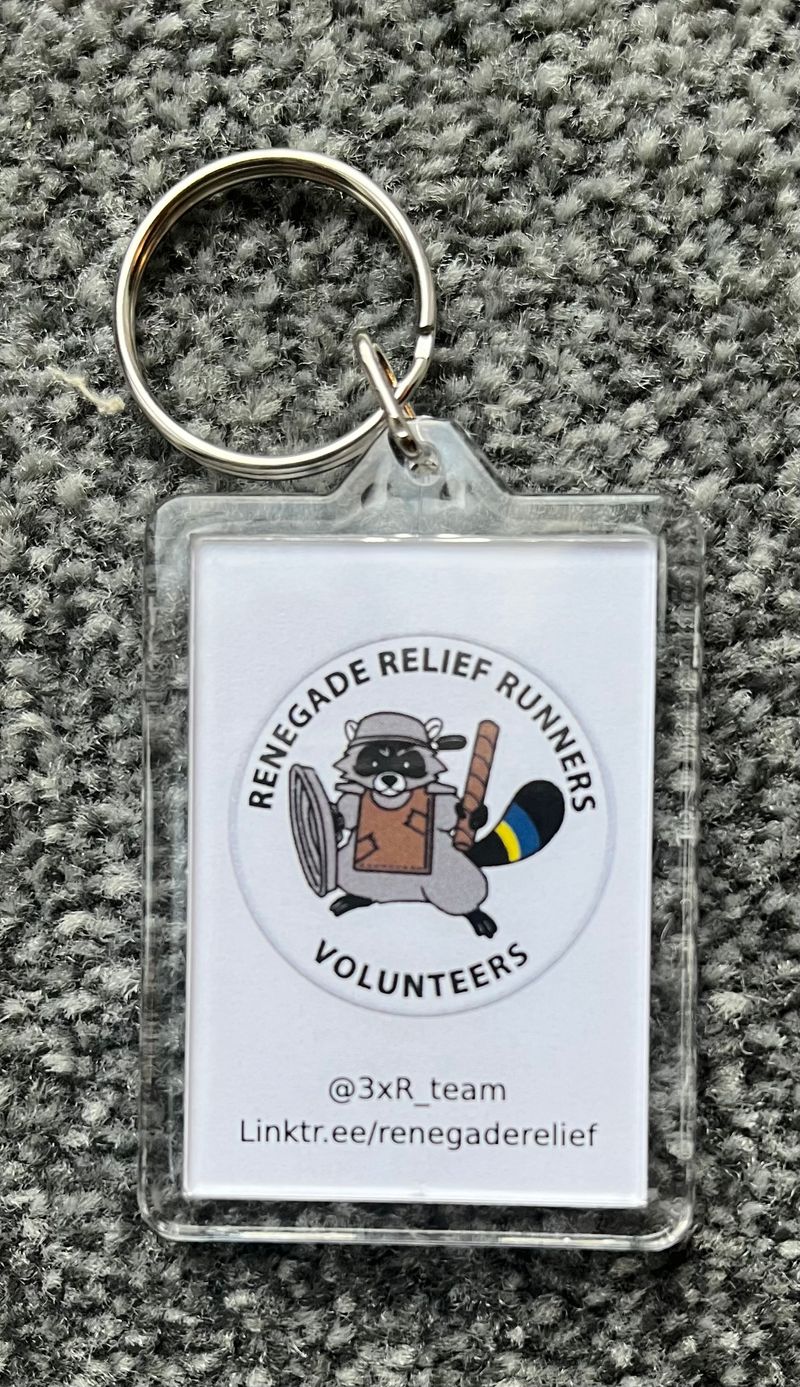 RENEGADE RELIEF RUNNERS
VOLUNTEERS
@3xR_team
Linktr.ee/renegaderelief